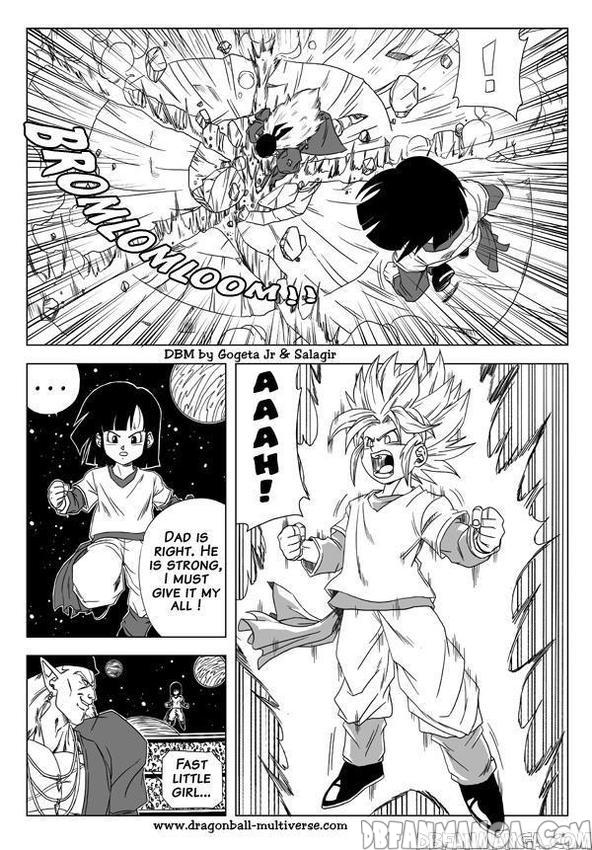 !
BROMLOMLOOM!!
DBM by Gogeta Jr & Salagir
...
DAD IS
RIGHT. HE
IS STRONG,
I MUST
GIVE IT MY
ALL !
AAAH!
FAST
LITTLE
GIRL...
www.dragonball-multiverse.com
DBFANMANGA.COM